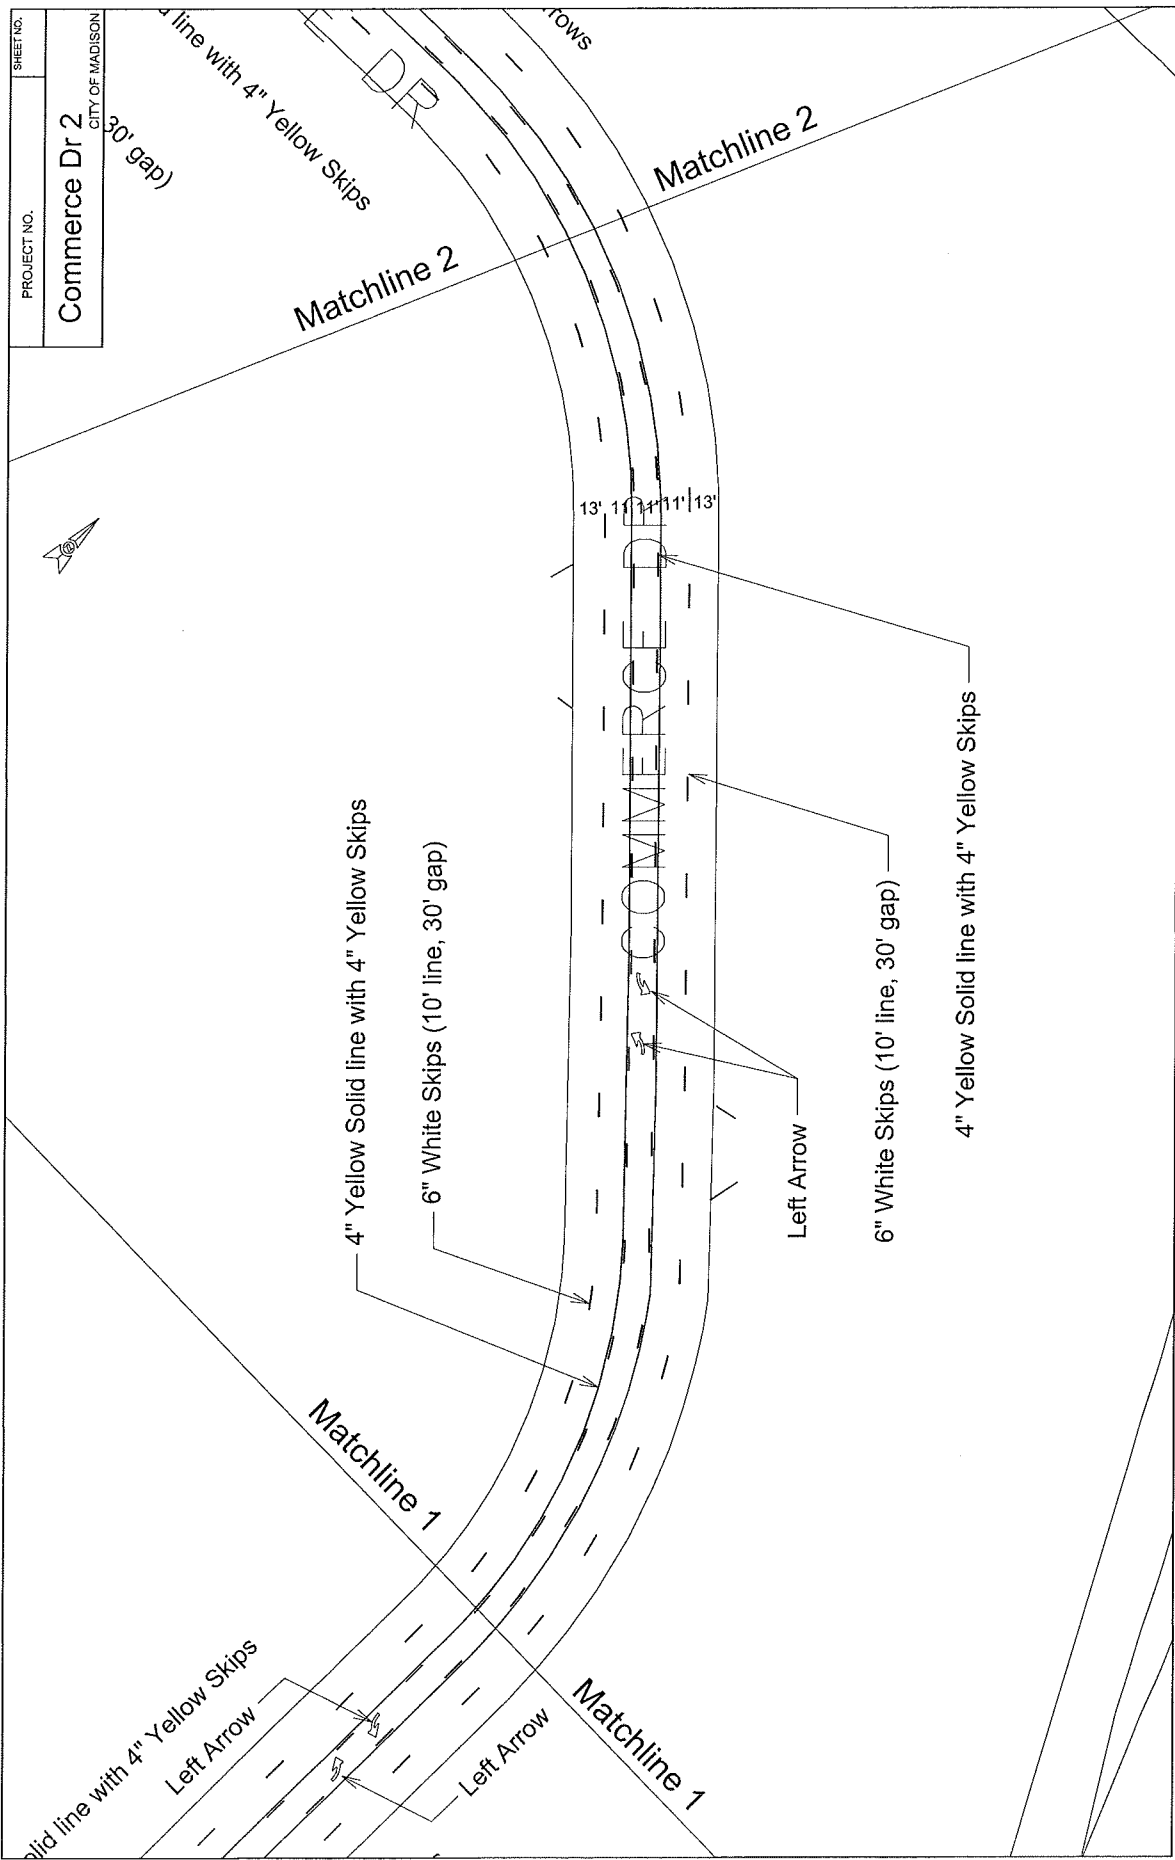 SHEET NO.
PROJECT NO.
Commerce Dr 2
CITY OF MADISON
30' gap)
line with 4" Yellow Skips
DR
rows
Matchline 2
Matchline 2
13' 11' 11' 11' 13'
COMMERCE DR
4" Yellow Solid line with 4" Yellow Skips
6" White Skips (10' line, 30' gap)
Left Arrow
6" White Skips (10' line, 30' gap)
4" Yellow Solid line with 4" Yellow Skips
Matchline 1
Matchline 1
olid line with 4" Yellow Skips
Left Arrow
Left Arrow